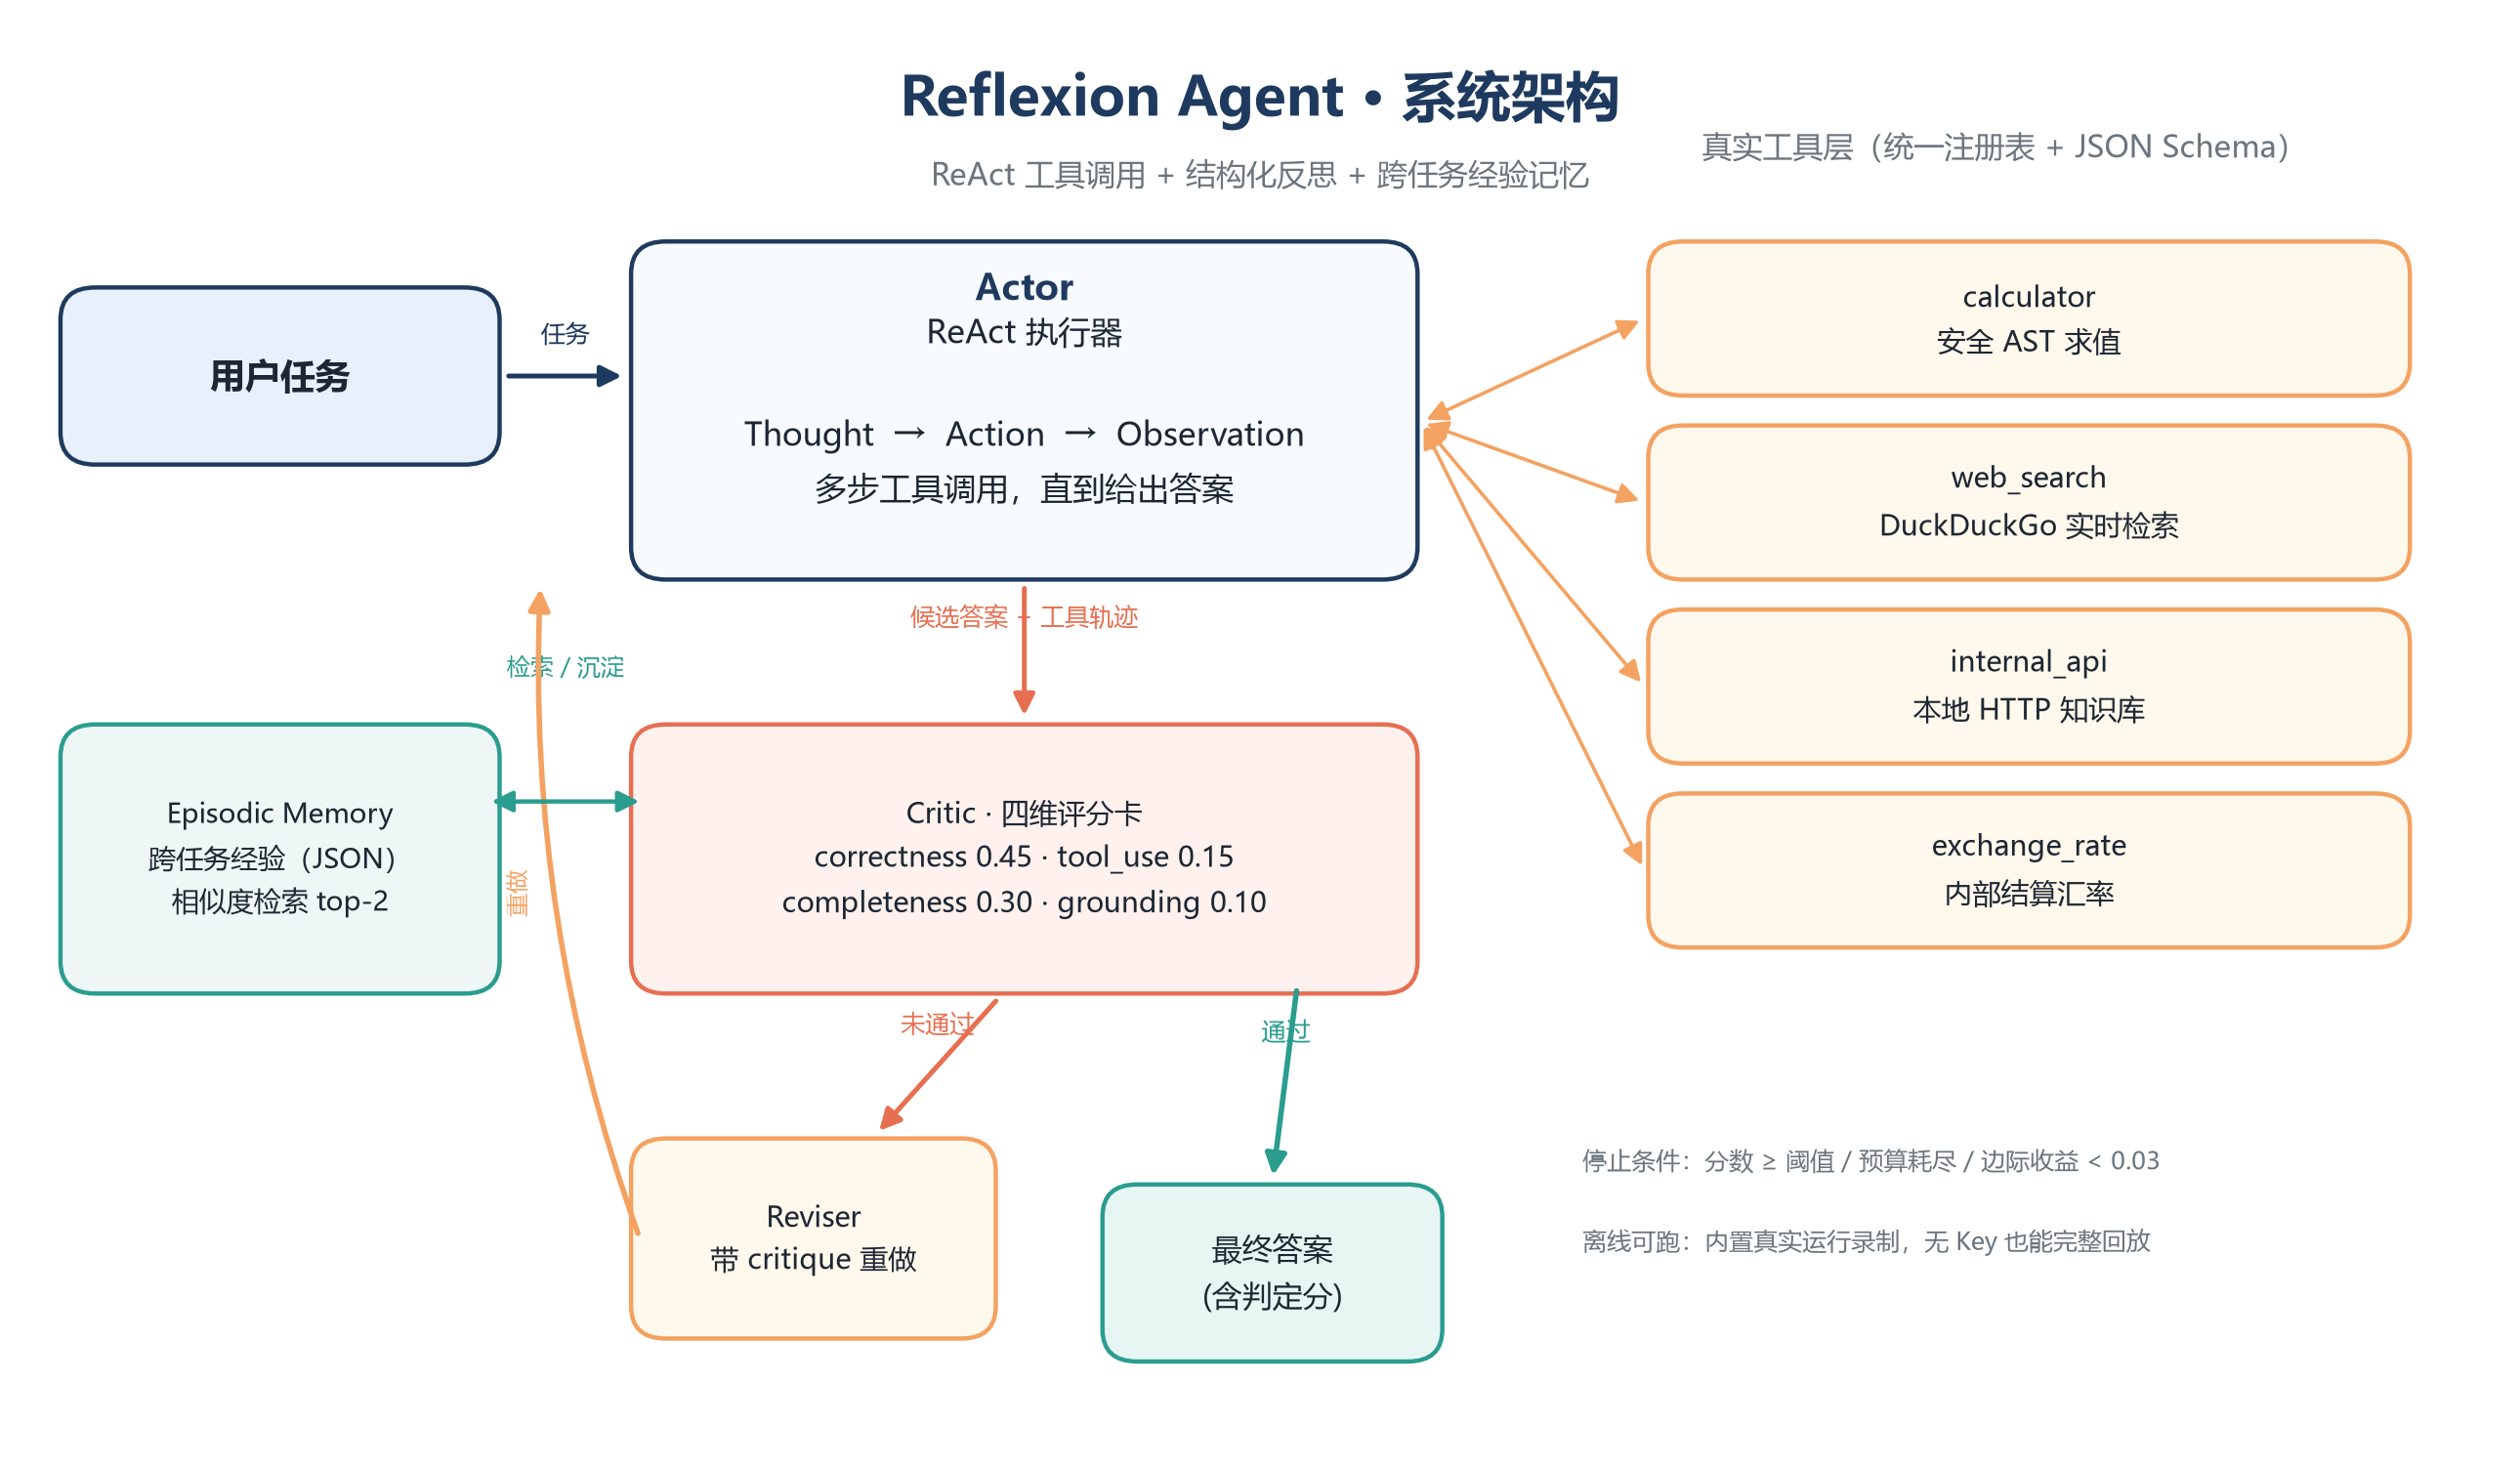 Reflexion Agent · 系统架构
ReAct 工具调用 + 结构化反思 + 跨任务经验记忆
真实工具层（统一注册表 + JSON Schema）
用户任务
任务
Actor
ReAct 执行器
Thought → Action → Observation
多步工具调用，直到给出答案
calculator
安全 AST 求值
web_search
DuckDuckGo 实时检索
internal_api
本地 HTTP 知识库
exchange_rate
内部结算汇率
候选答案 + 工具轨迹
检索 / 沉淀
Episodic Memory
跨任务经验（JSON）
相似度检索 top-2
重做
Critic · 四维评分卡
correctness 0.45 · tool_use 0.15
completeness 0.30 · grounding 0.10
未通过
通过
Reviser
带 critique 重做
最终答案
(含判定分)
停止条件：分数 ≥ 阈值 / 预算耗尽 / 边际收益 < 0.03
离线可跑：内置真实运行录制，无 Key 也能完整回放